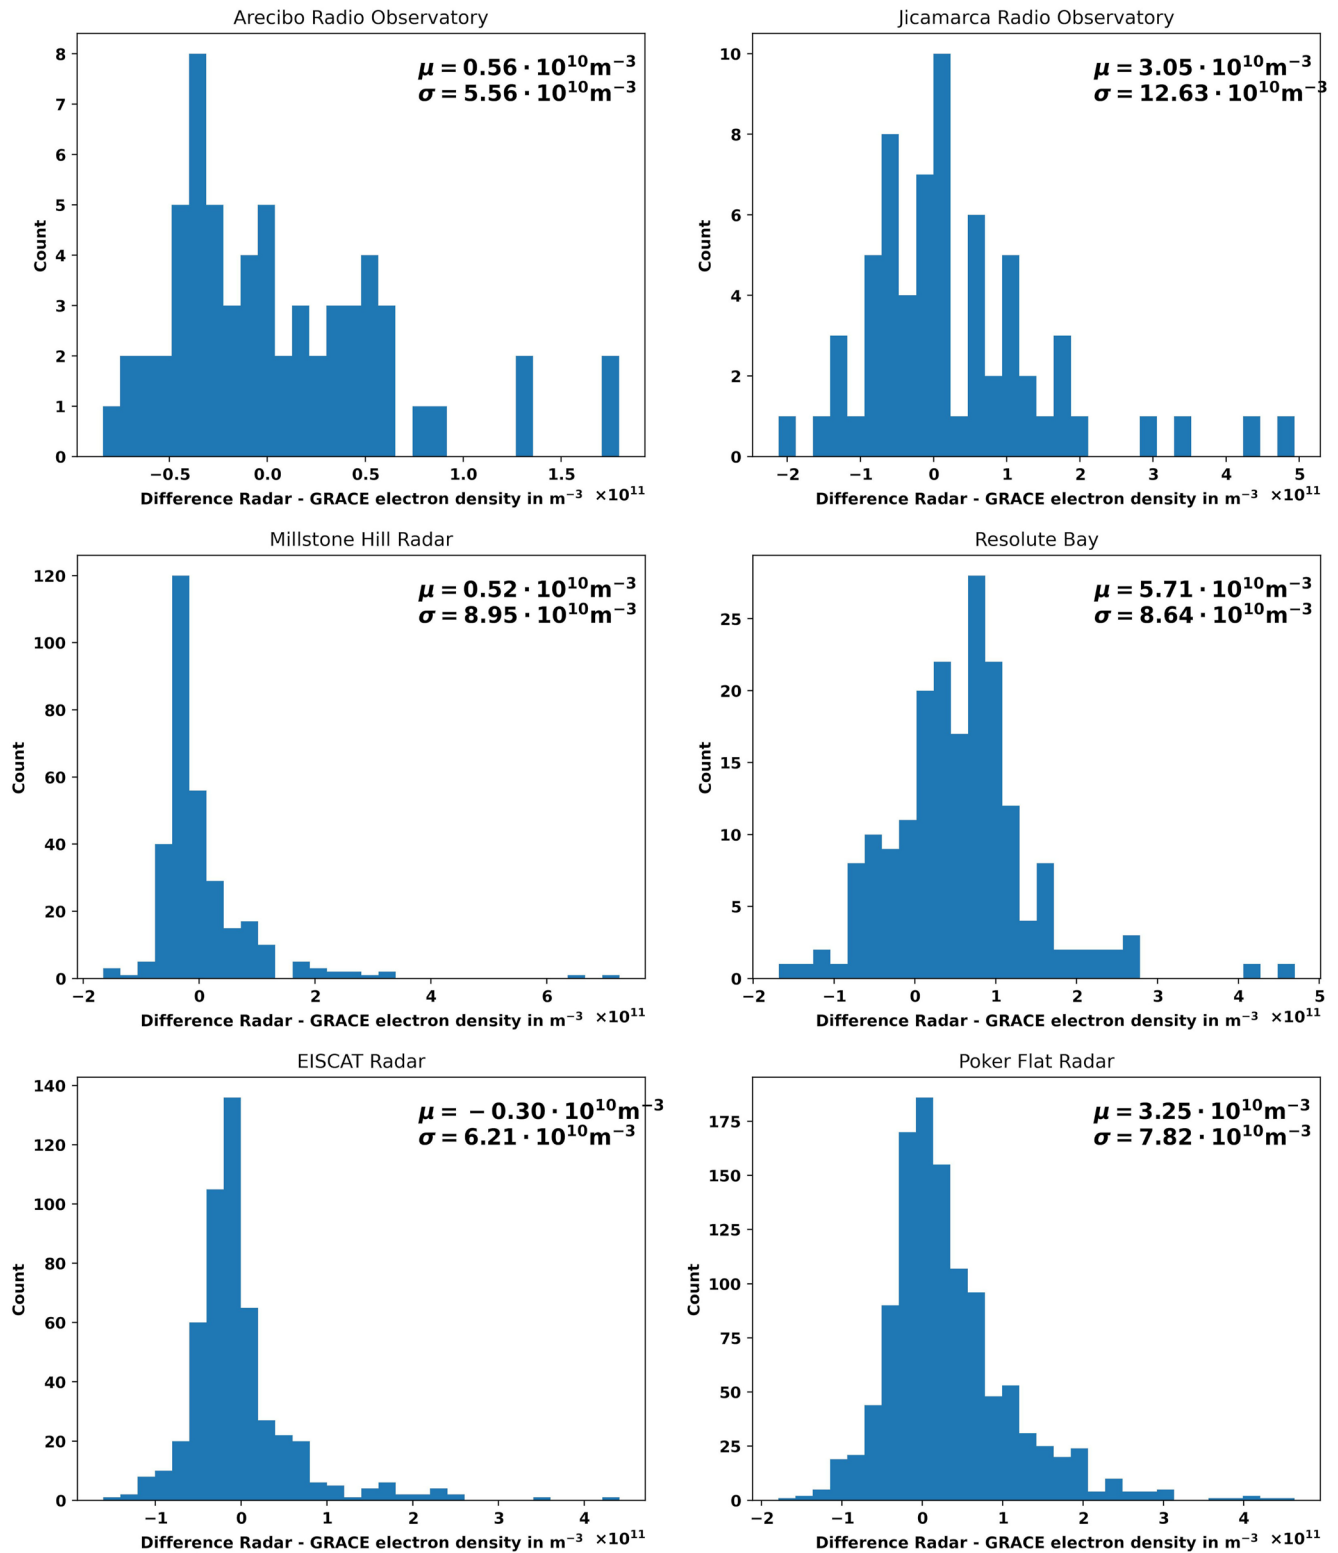 Arecibo Radio Observatory
μ = 0.56 · 10¹⁰m⁻³
σ = 5.56 · 10¹⁰m⁻³
8
7
6
5
4
3
2
1
0
Count
−0.5 0.0 0.5 1.0 1.5
Difference Radar - GRACE electron density in m⁻³ ×10¹¹
Jicamarca Radio Observatory
μ = 3.05 · 10¹⁰m⁻³
σ = 12.63 · 10¹⁰m⁻³
10
8
6
4
2
0
Count
−2 −1 0 1 2 3 4 5
Difference Radar - GRACE electron density in m⁻³ ×10¹¹
Millstone Hill Radar
μ = 0.52 · 10¹⁰m⁻³
σ = 8.95 · 10¹⁰m⁻³
120
100
80
60
40
20
0
Count
−2 0 2 4 6
Difference Radar - GRACE electron density in m⁻³ ×10¹¹
Resolute Bay
μ = 5.71 · 10¹⁰m⁻³
σ = 8.64 · 10¹⁰m⁻³
25
20
15
10
5
0
Count
−2 −1 0 1 2 3 4 5
Difference Radar - GRACE electron density in m⁻³ ×10¹¹
EISCAT Radar
μ = −0.30 · 10¹⁰m⁻³
σ = 6.21 · 10¹⁰m⁻³
140
120
100
80
60
40
20
0
Count
−1 0 1 2 3 4
Difference Radar - GRACE electron density in m⁻³ ×10¹¹
Poker Flat Radar
μ = 3.25 · 10¹⁰m⁻³
σ = 7.82 · 10¹⁰m⁻³
175
150
125
100
75
50
25
0
Count
−2 −1 0 1 2 3 4
Difference Radar - GRACE electron density in m⁻³ ×10¹¹